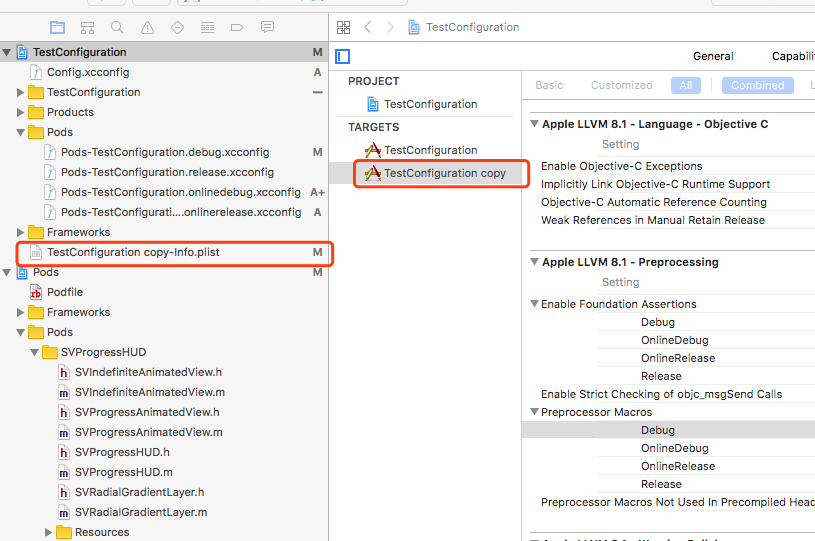 TestConfiguration M
Config.xcconfig A
TestConfiguration
Products
Pods
Pods-TestConfiguration.debug.xcconfig M
Pods-TestConfiguration.release.xcconfig
Pods-TestConfiguration.onlinedebug.xcconfig A+
Pods-TestConfigurati….onlinerelease.xcconfig A
Frameworks
TestConfiguration copy-Info.plist M
Pods M
Podfile
Frameworks
Pods
SVProgressHUD
h SVIndefiniteAnimatedView.h
m SVIndefiniteAnimatedView.m
h SVProgressAnimatedView.h
m SVProgressAnimatedView.m
h SVProgressHUD.h
m SVProgressHUD.m
h SVRadialGradientLayer.h
m SVRadialGradientLayer.m
Resources
TestConfiguration
General Capabili
PROJECT
TestConfiguration
TARGETS
TestConfiguration
TestConfiguration copy
Basic Customized All Combined L
Apple LLVM 8.1 - Language - Objective C
Setting
Enable Objective-C Exceptions
Implicitly Link Objective-C Runtime Support
Objective-C Automatic Reference Counting
Weak References in Manual Retain Release
Apple LLVM 8.1 - Preprocessing
Setting
Enable Foundation Assertions
Debug
OnlineDebug
OnlineRelease
Release
Enable Strict Checking of objc_msgSend Calls
Preprocessor Macros
Debug
OnlineDebug
OnlineRelease
Release
Preprocessor Macros Not Used In Precompiled Head